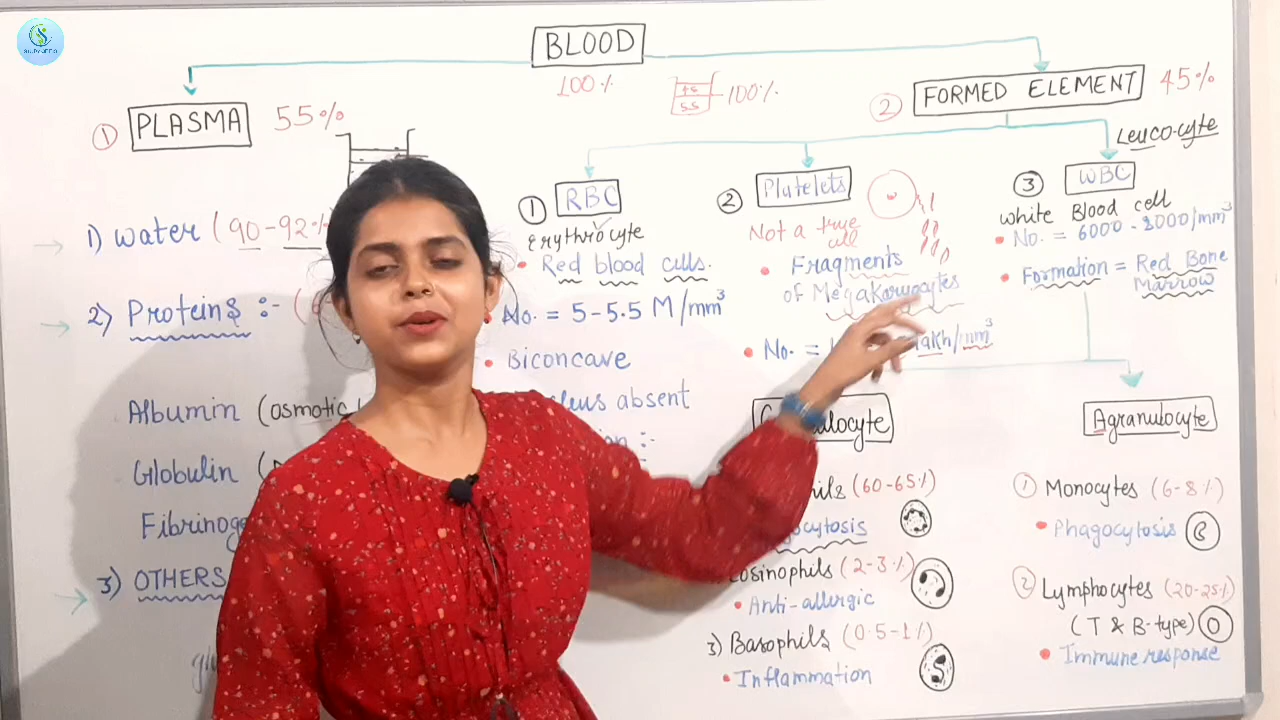 BLOOD
100%
45
55
100%
① PLASMA 55%
1) Water (90-92%
2) Proteins :-
Albumin (osmotic
Globulin
3) OTHERS
② FORMED ELEMENT 45%
① RBC
Erythrocyte
• Red blood cells.
No. = 5-5.5 M/mm³
• Biconcave
absent
② Platelets
Not a true cell
• Fragments
of Megakaryocytes
• No. = lakh/mm³
Leuco-cyte
③ WBC
White Blood cell
• No. = 6000-8000/mm³
• Formation = Red Bone
Marrow
(60-65%)
(2-3%)
• Anti-allergic
3) Basophils (0.5-1%)
• Inflammation
Agranulocyte
① Monocytes (6-8%)
• Phagocytosis
② Lymphocytes (20-25%)
(T & B-type)
• Immune response